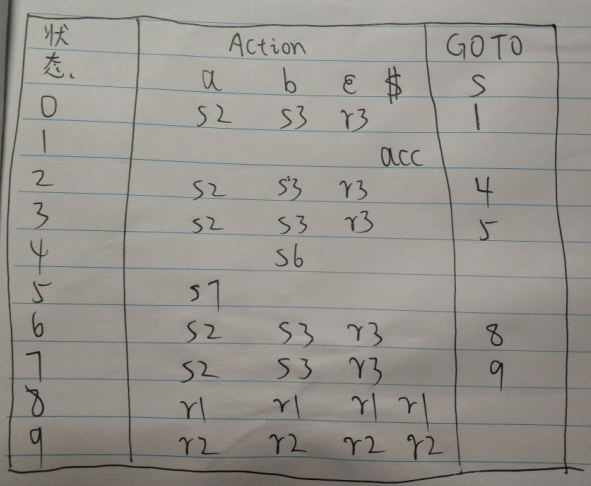 状 Action GOTO
态、 a b ε $ S
0 S2 S3 r3 1
1 acc
2 S2 S3 r3 4
3 S2 S3 r3 5
4 S6
5 S7
6 S2 S3 r3 8
7 S2 S3 r3 9
8 r1 r1 r1 r1
9 r2 r2 r2 r2